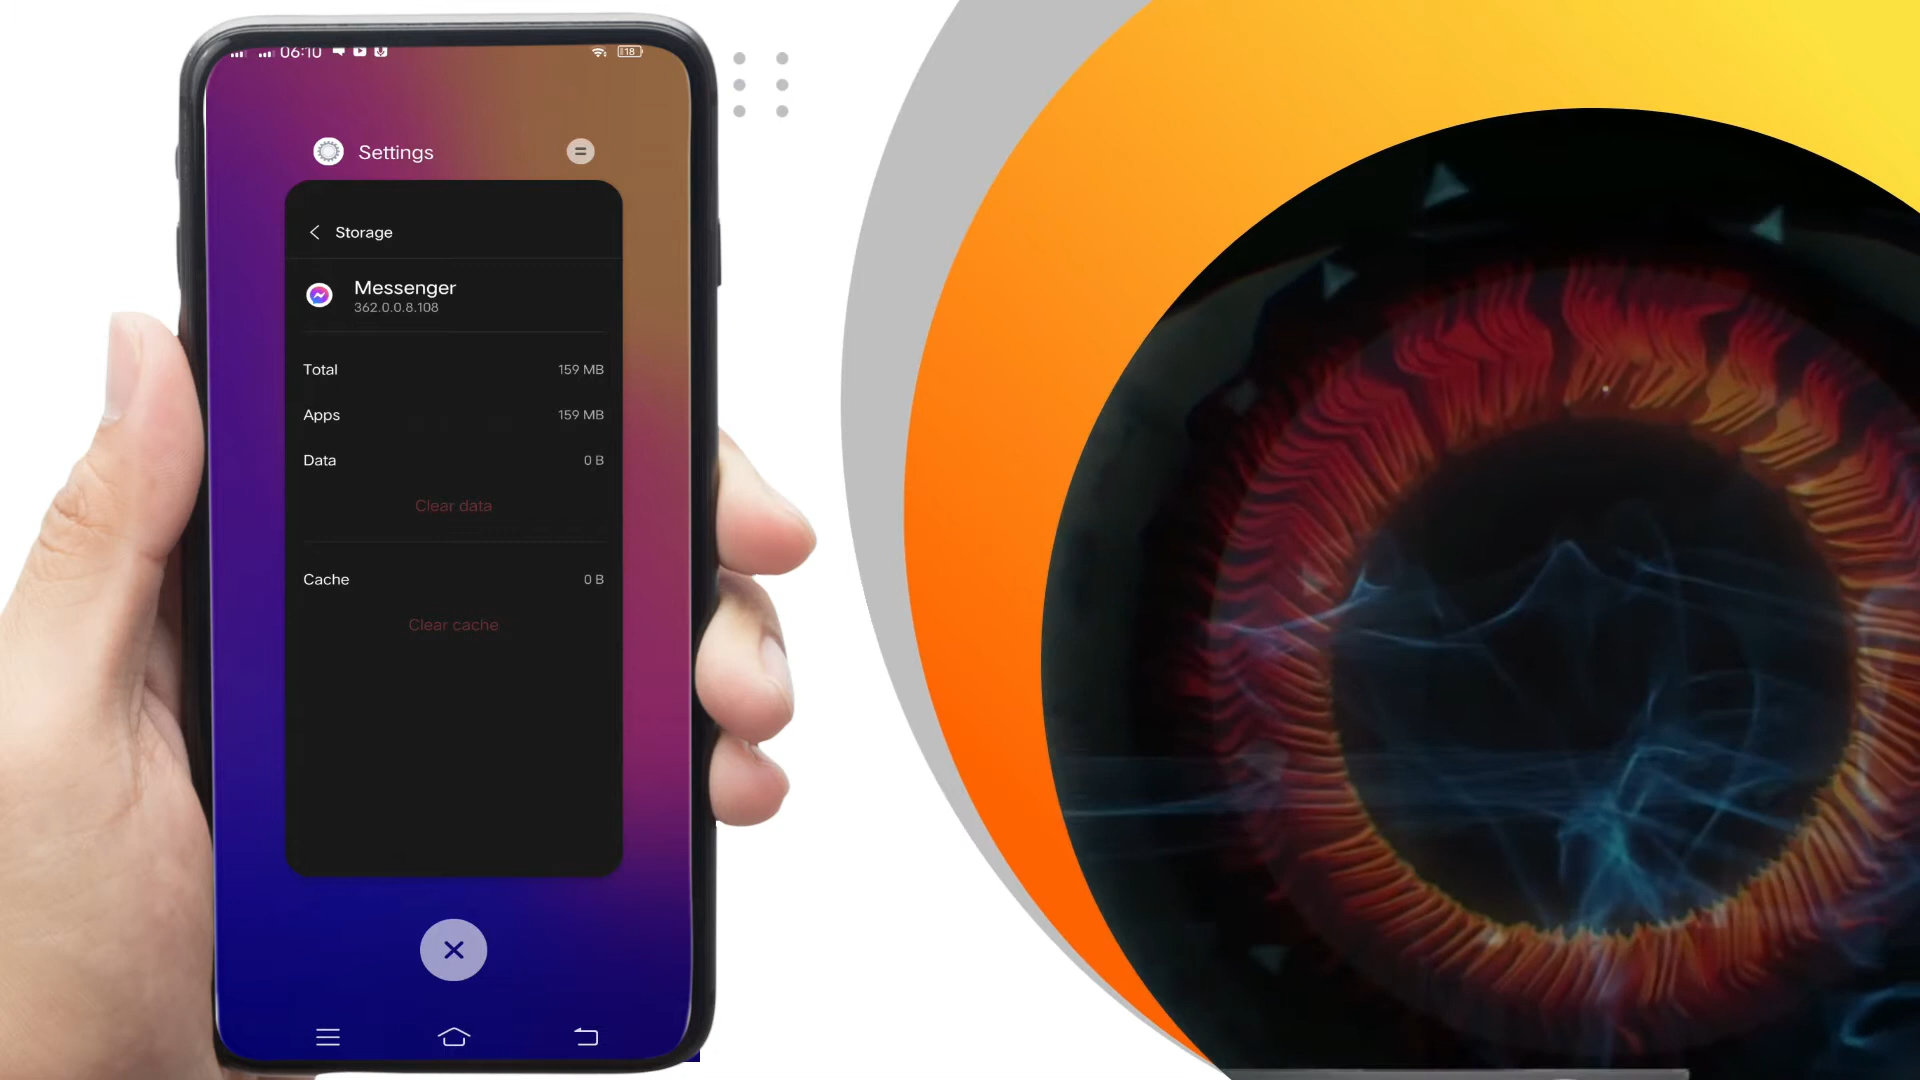 06:10
18
Settings
Storage
Messenger
362.0.0.8.108
Total 159 MB
Apps 159 MB
Data 0 B
Clear data
Cache 0 B
Clear cache